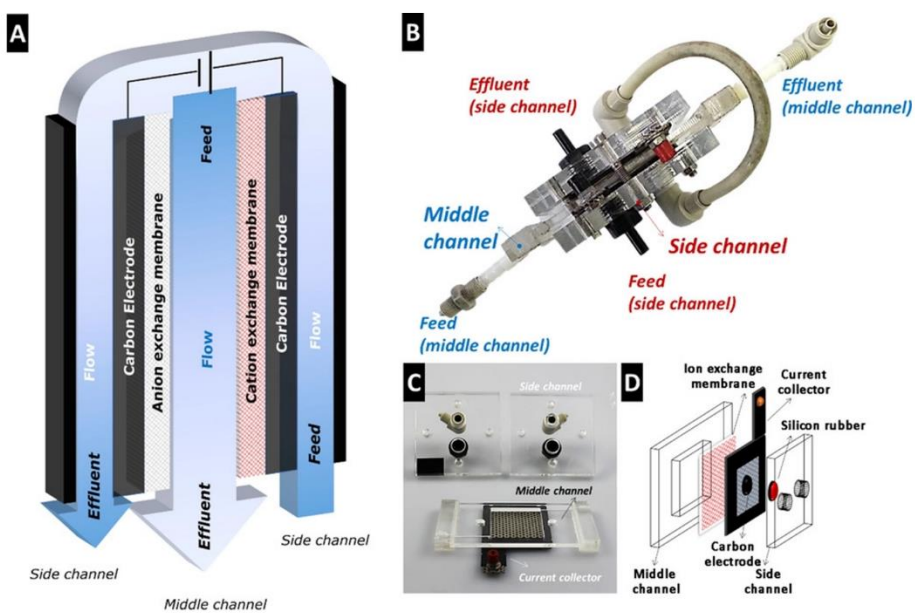 A
Feed
Carbon Electrode
Anion exchange membrane
Cation exchange membrane
Carbon Electrode
Flow
Flow
Flow
Effluent
Effluent
Feed
Side channel
Middle channel
Side channel
B
Effluent
(side channel)
Effluent
(middle channel)
Middle
channel
Side channel
Feed
(side channel)
Feed
(middle channel)
C
Side channel
Middle channel
Current collector
D
Ion exchange
membrane
Current
collector
Silicon rubber
Middle
channel
Carbon
electrode
Side
channel